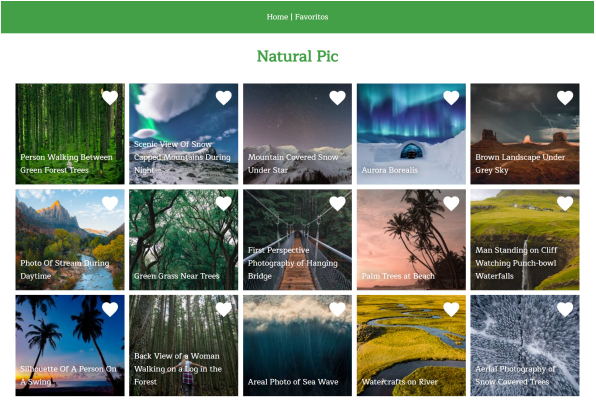 Home | Favoritos
Natural Pic
Person Walking Between
Green Forest Trees
Scenic View Of Snow
Capped Mountains During
Night
Mountain Covered Snow
Under Star
Aurora Borealis
Brown Landscape Under
Grey Sky
Photo Of Stream During
Daytime
Green Grass Near Trees
First Perspective
Photography of Hanging
Bridge
Palm Trees at Beach
Man Standing on Cliff
Watching Punch-bowl
Waterfalls
Silhouette Of A Person On
A Swing
Back View of a Woman
Walking on a Log in the
Forest
Areal Photo of Sea Wave
Watercrafts on River
Aerial Photography of
Snow Covered Trees